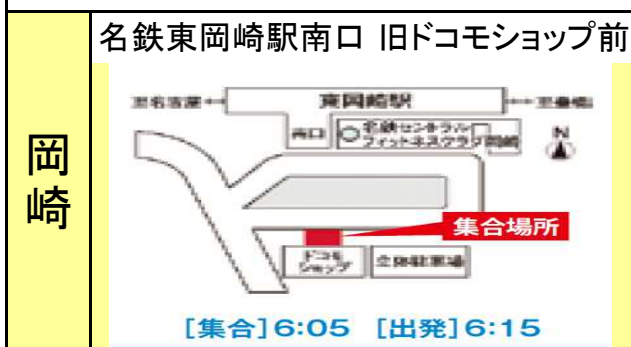 名鉄東岡崎駅南口 旧ドコモショップ前
岡崎
至名古屋
東岡崎駅
至豊橋
南口
名鉄セントラル
フィットネスクラブ岡崎
N
集合場所
ドコモ
ショップ
立体駐車場
[集合]6:05 [出発]6:15